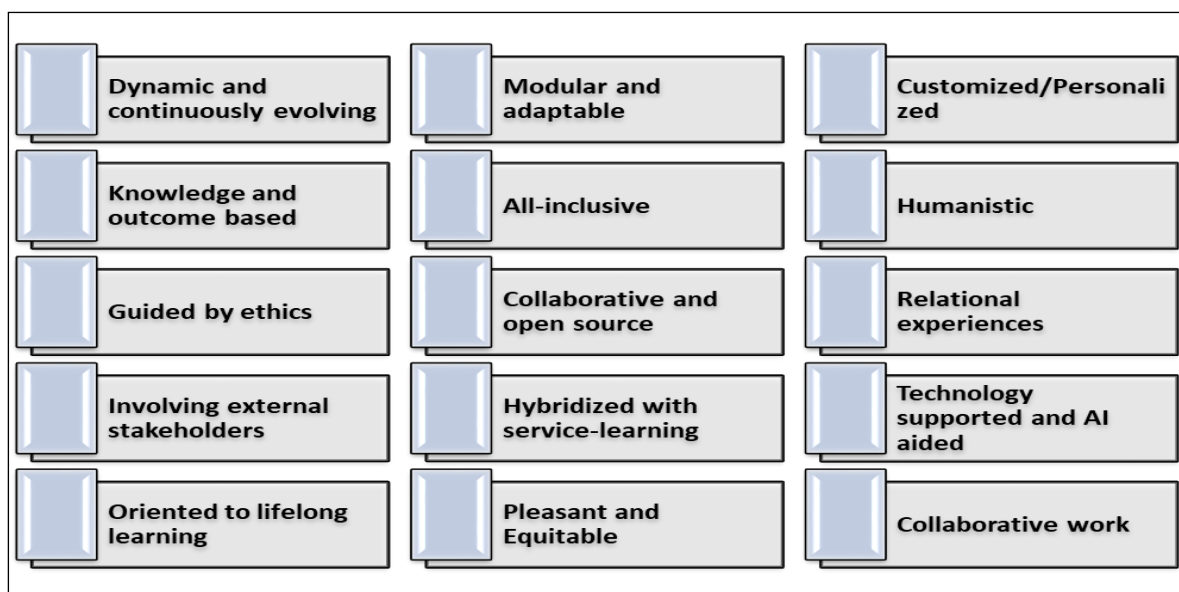 Dynamic and
continuously evolving
Modular and
adaptable
Customized/Personali
zed
Knowledge and
outcome based
All-inclusive
Humanistic
Guided by ethics
Collaborative and
open source
Relational
experiences
Involving external
stakeholders
Hybridized with
service-learning
Technology
supported and AI
aided
Oriented to lifelong
learning
Pleasant and
Equitable
Collaborative work